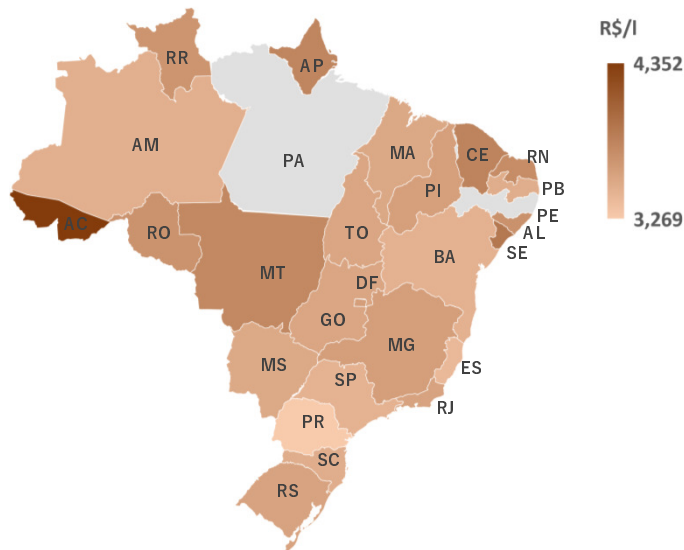 R$/l
4,352
3,269
RR
AP
AM
PA
MA
CE
RN
PI
PB
PE
AL
SE
AC
RO
TO
BA
MT
DF
GO
MG
MS
SP
ES
RJ
PR
SC
RS